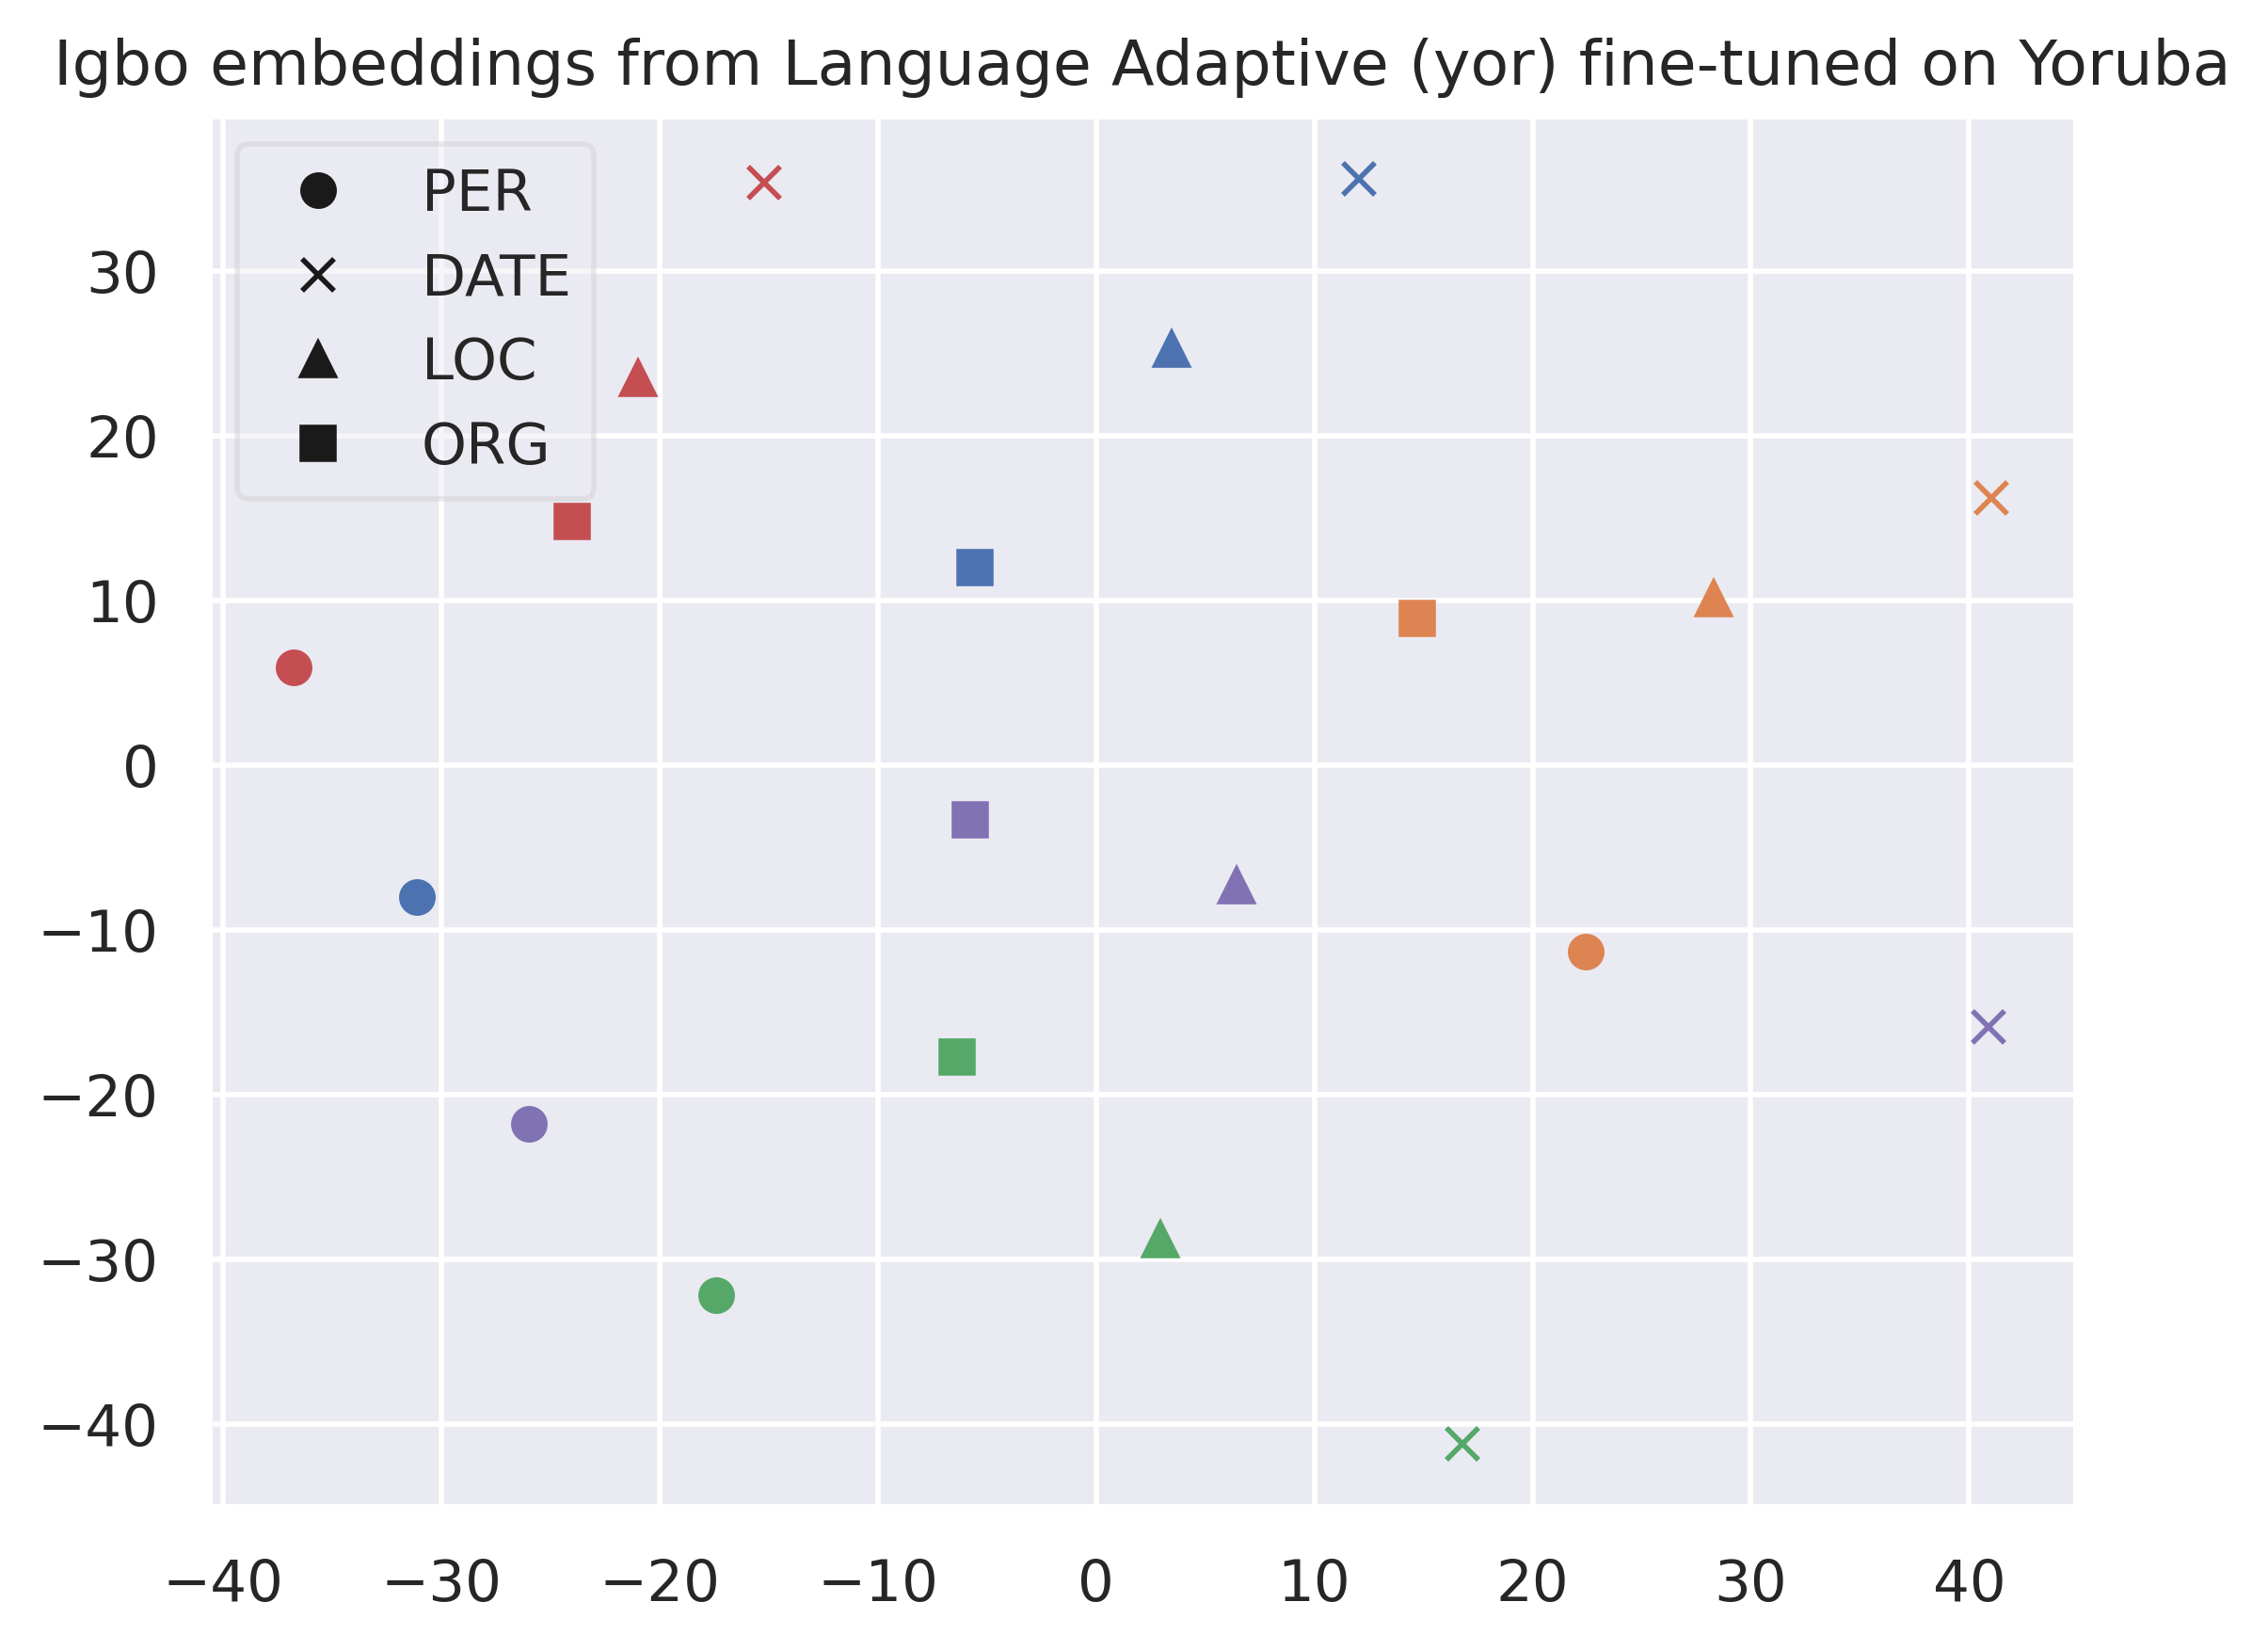 Igbo embeddings from Language Adaptive (yor) fine-tuned on Yoruba
PER
DATE
LOC
ORG
30
20
10
0
−10
−20
−30
−40
−40 −30 −20 −10 0 10 20 30 40